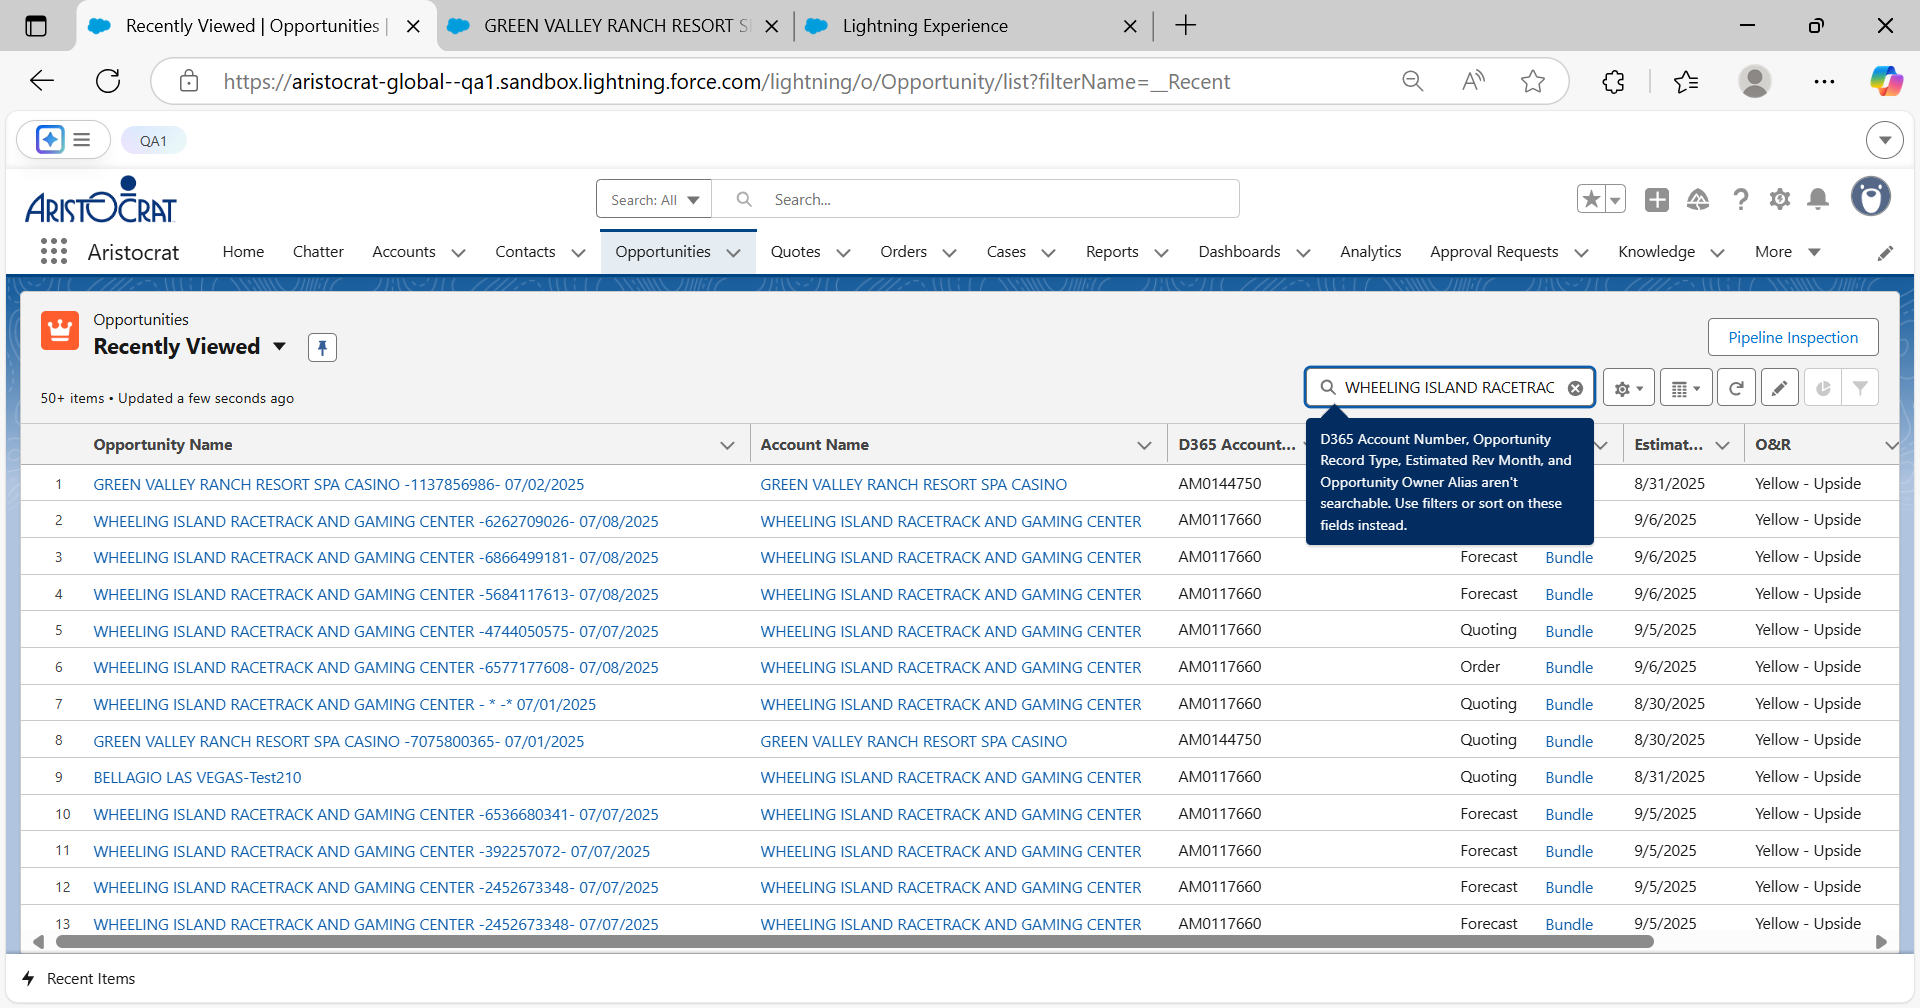 Recently Viewed | Opportunities |
GREEN VALLEY RANCH RESORT S
Lightning Experience
https://aristocrat-global--qa1.sandbox.lightning.force.com/lightning/o/Opportunity/list?filterName=__Recent
QA1
ARISTOCRAT
Search: All
Search...
Aristocrat
Home
Chatter
Accounts
Contacts
Opportunities
Quotes
Orders
Cases
Reports
Dashboards
Analytics
Approval Requests
Knowledge
More
Opportunities
Recently Viewed
Pipeline Inspection
50+ items • Updated a few seconds ago
WHEELING ISLAND RACETRAC
D365 Account Number, Opportunity
Record Type, Estimated Rev Month, and
Opportunity Owner Alias aren't
searchable. Use filters or sort on these
fields instead.
Opportunity Name Account Name D365 Account... Estimat... O&R
1 GREEN VALLEY RANCH RESORT SPA CASINO -1137856986- 07/02/2025 GREEN VALLEY RANCH RESORT SPA CASINO AM0144750 8/31/2025 Yellow - Upside
2 WHEELING ISLAND RACETRACK AND GAMING CENTER -6262709026- 07/08/2025 WHEELING ISLAND RACETRACK AND GAMING CENTER AM0117660 9/6/2025 Yellow - Upside
3 WHEELING ISLAND RACETRACK AND GAMING CENTER -6866499181- 07/08/2025 WHEELING ISLAND RACETRACK AND GAMING CENTER AM0117660 Forecast Bundle 9/6/2025 Yellow - Upside
4 WHEELING ISLAND RACETRACK AND GAMING CENTER -5684117613- 07/08/2025 WHEELING ISLAND RACETRACK AND GAMING CENTER AM0117660 Forecast Bundle 9/6/2025 Yellow - Upside
5 WHEELING ISLAND RACETRACK AND GAMING CENTER -4744050575- 07/07/2025 WHEELING ISLAND RACETRACK AND GAMING CENTER AM0117660 Quoting Bundle 9/5/2025 Yellow - Upside
6 WHEELING ISLAND RACETRACK AND GAMING CENTER -6577177608- 07/08/2025 WHEELING ISLAND RACETRACK AND GAMING CENTER AM0117660 Order Bundle 9/6/2025 Yellow - Upside
7 WHEELING ISLAND RACETRACK AND GAMING CENTER - * -* 07/01/2025 WHEELING ISLAND RACETRACK AND GAMING CENTER AM0117660 Quoting Bundle 8/30/2025 Yellow - Upside
8 GREEN VALLEY RANCH RESORT SPA CASINO -7075800365- 07/01/2025 GREEN VALLEY RANCH RESORT SPA CASINO AM0144750 Quoting Bundle 8/30/2025 Yellow - Upside
9 BELLAGIO LAS VEGAS-Test210 WHEELING ISLAND RACETRACK AND GAMING CENTER AM0117660 Quoting Bundle 8/31/2025 Yellow - Upside
10 WHEELING ISLAND RACETRACK AND GAMING CENTER -6536680341- 07/07/2025 WHEELING ISLAND RACETRACK AND GAMING CENTER AM0117660 Forecast Bundle 9/5/2025 Yellow - Upside
11 WHEELING ISLAND RACETRACK AND GAMING CENTER -392257072- 07/07/2025 WHEELING ISLAND RACETRACK AND GAMING CENTER AM0117660 Forecast Bundle 9/5/2025 Yellow - Upside
12 WHEELING ISLAND RACETRACK AND GAMING CENTER -2452673348- 07/07/2025 WHEELING ISLAND RACETRACK AND GAMING CENTER AM0117660 Forecast Bundle 9/5/2025 Yellow - Upside
13 WHEELING ISLAND RACETRACK AND GAMING CENTER -2452673348- 07/07/2025 WHEELING ISLAND RACETRACK AND GAMING CENTER AM0117660 Forecast Bundle 9/5/2025 Yellow - Upside
Recent Items